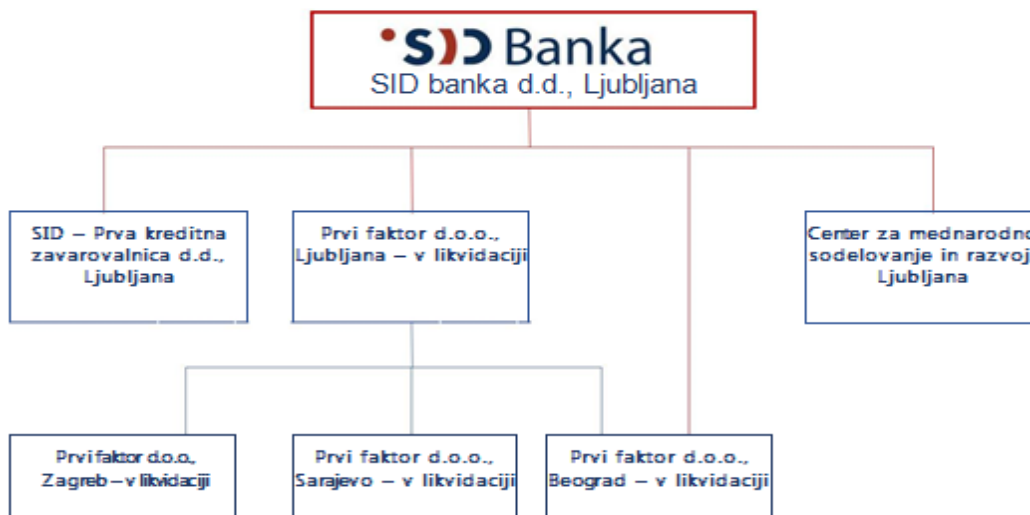 SID Banka
SID banka d.d., Ljubljana
SID – Prva kreditna
zavarovalnica d.d.,
Ljubljana
Prvi faktor d.o.o.,
Ljubljana – v likvidaciji
Center za mednarodno
sodelovanje in razvoj
Ljubljana
Prvi faktor d.o.o.,
Zagreb – v likvidaciji
Prvi faktor d.o.o.,
Sarajevo – v likvidaciji
Prvi faktor d.o.o.,
Beograd – v likvidaciji